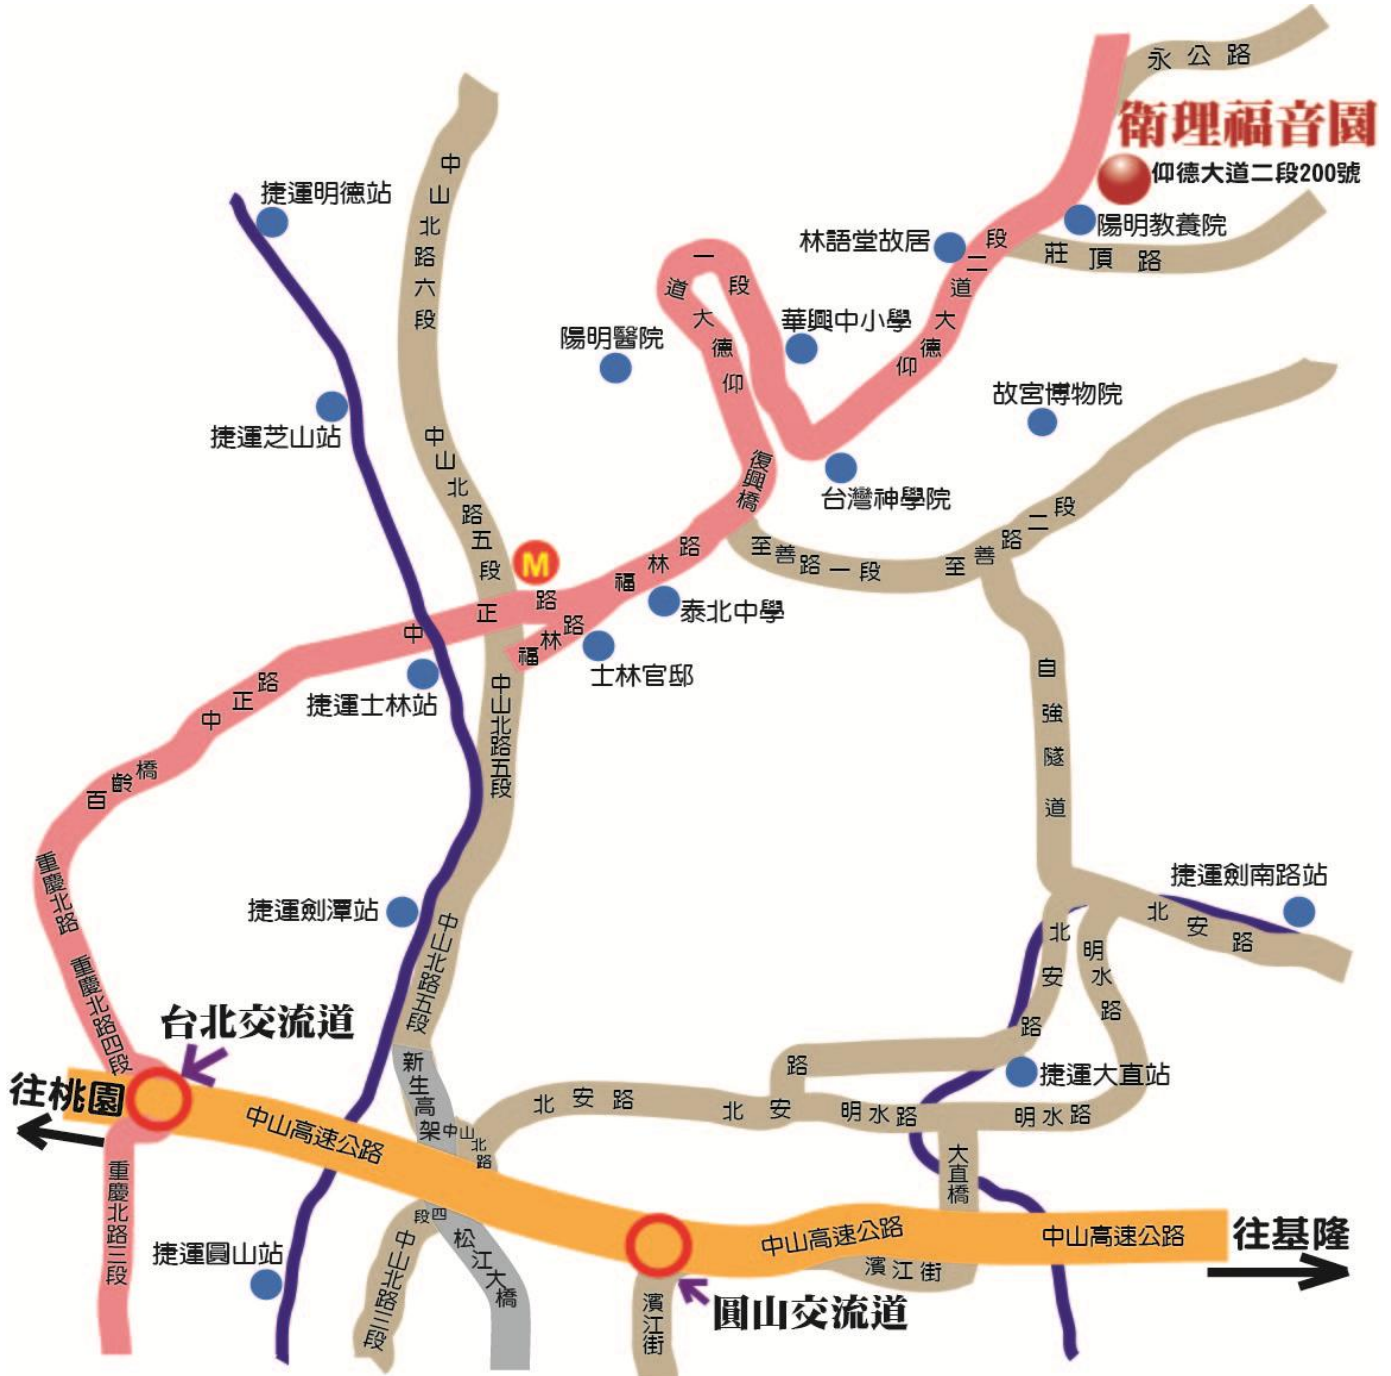 永公路
衛理福音園
仰德大道二段200號
捷運明德站
中山北路六段
陽明教養院
林語堂故居
莊頂路
仰德大道一段
仰德大道二段
華興中小學
陽明醫院
故宮博物院
捷運芝山站
中山北路五段
復興橋
台灣神學院
至善路一段
至善路二段
M
福林路
中正路
泰北中學
福林路
士林官邸
自強隧道
捷運士林站
中正路
中山北路五段
百齡橋
重慶北路
捷運劍南路站
捷運劍潭站
中山北路五段
北安路
北安路
明水路
重慶北路四段
台北交流道
新生高架
捷運大直站
往桃園
北安路
北安路
明水路
明水路
中山高速公路
中山北路
大直橋
重慶北路三段
四段
中山北路三段
松江大橋
中山高速公路
中山高速公路
往基隆
捷運圓山站
濱江街
濱江街
圓山交流道